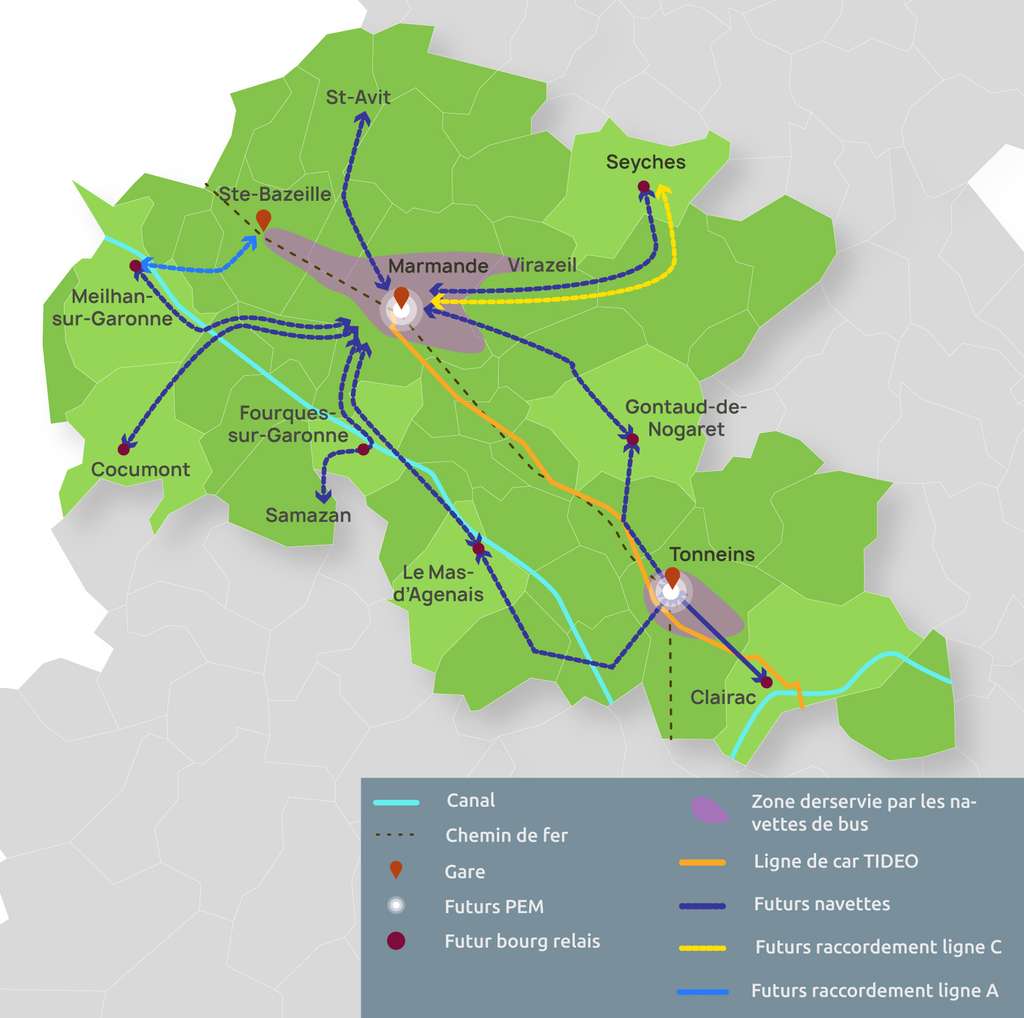 St-Avit
Seyches
Ste-Bazeille
Marmande
Virazeil
Meilhan-
sur-Garonne
Fourques-
sur-Garonne
Gontaud-de-
Nogaret
Cocumont
Samazan
Le Mas-
d'Agenais
Tonneins
Clairac
Canal
Chemin de fer
Gare
Futurs PEM
Futur bourg relais
Zone derservie par les na-
vettes de bus
Ligne de car TIDEO
Futurs navettes
Futurs raccordement ligne C
Futurs raccordement ligne A